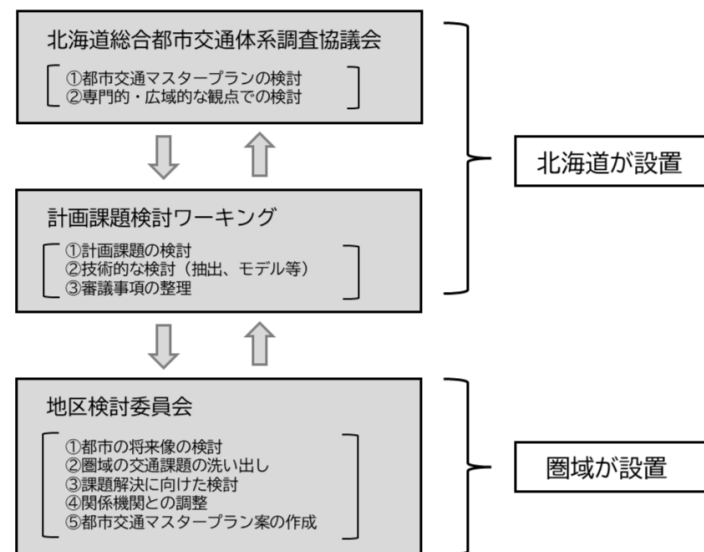 北海道総合都市交通体系調査協議会
①都市交通マスタープランの検討
②専門的・広域的な観点での検討
北海道が設置
計画課題検討ワーキング
①計画課題の検討
②技術的な検討（抽出、モデル等）
③審議事項の整理
地区検討委員会
①都市の将来像の検討
②圏域の交通課題の洗い出し
③課題解決に向けた検討
④関係機関との調整
⑤都市交通マスタープラン案の作成
圏域が設置